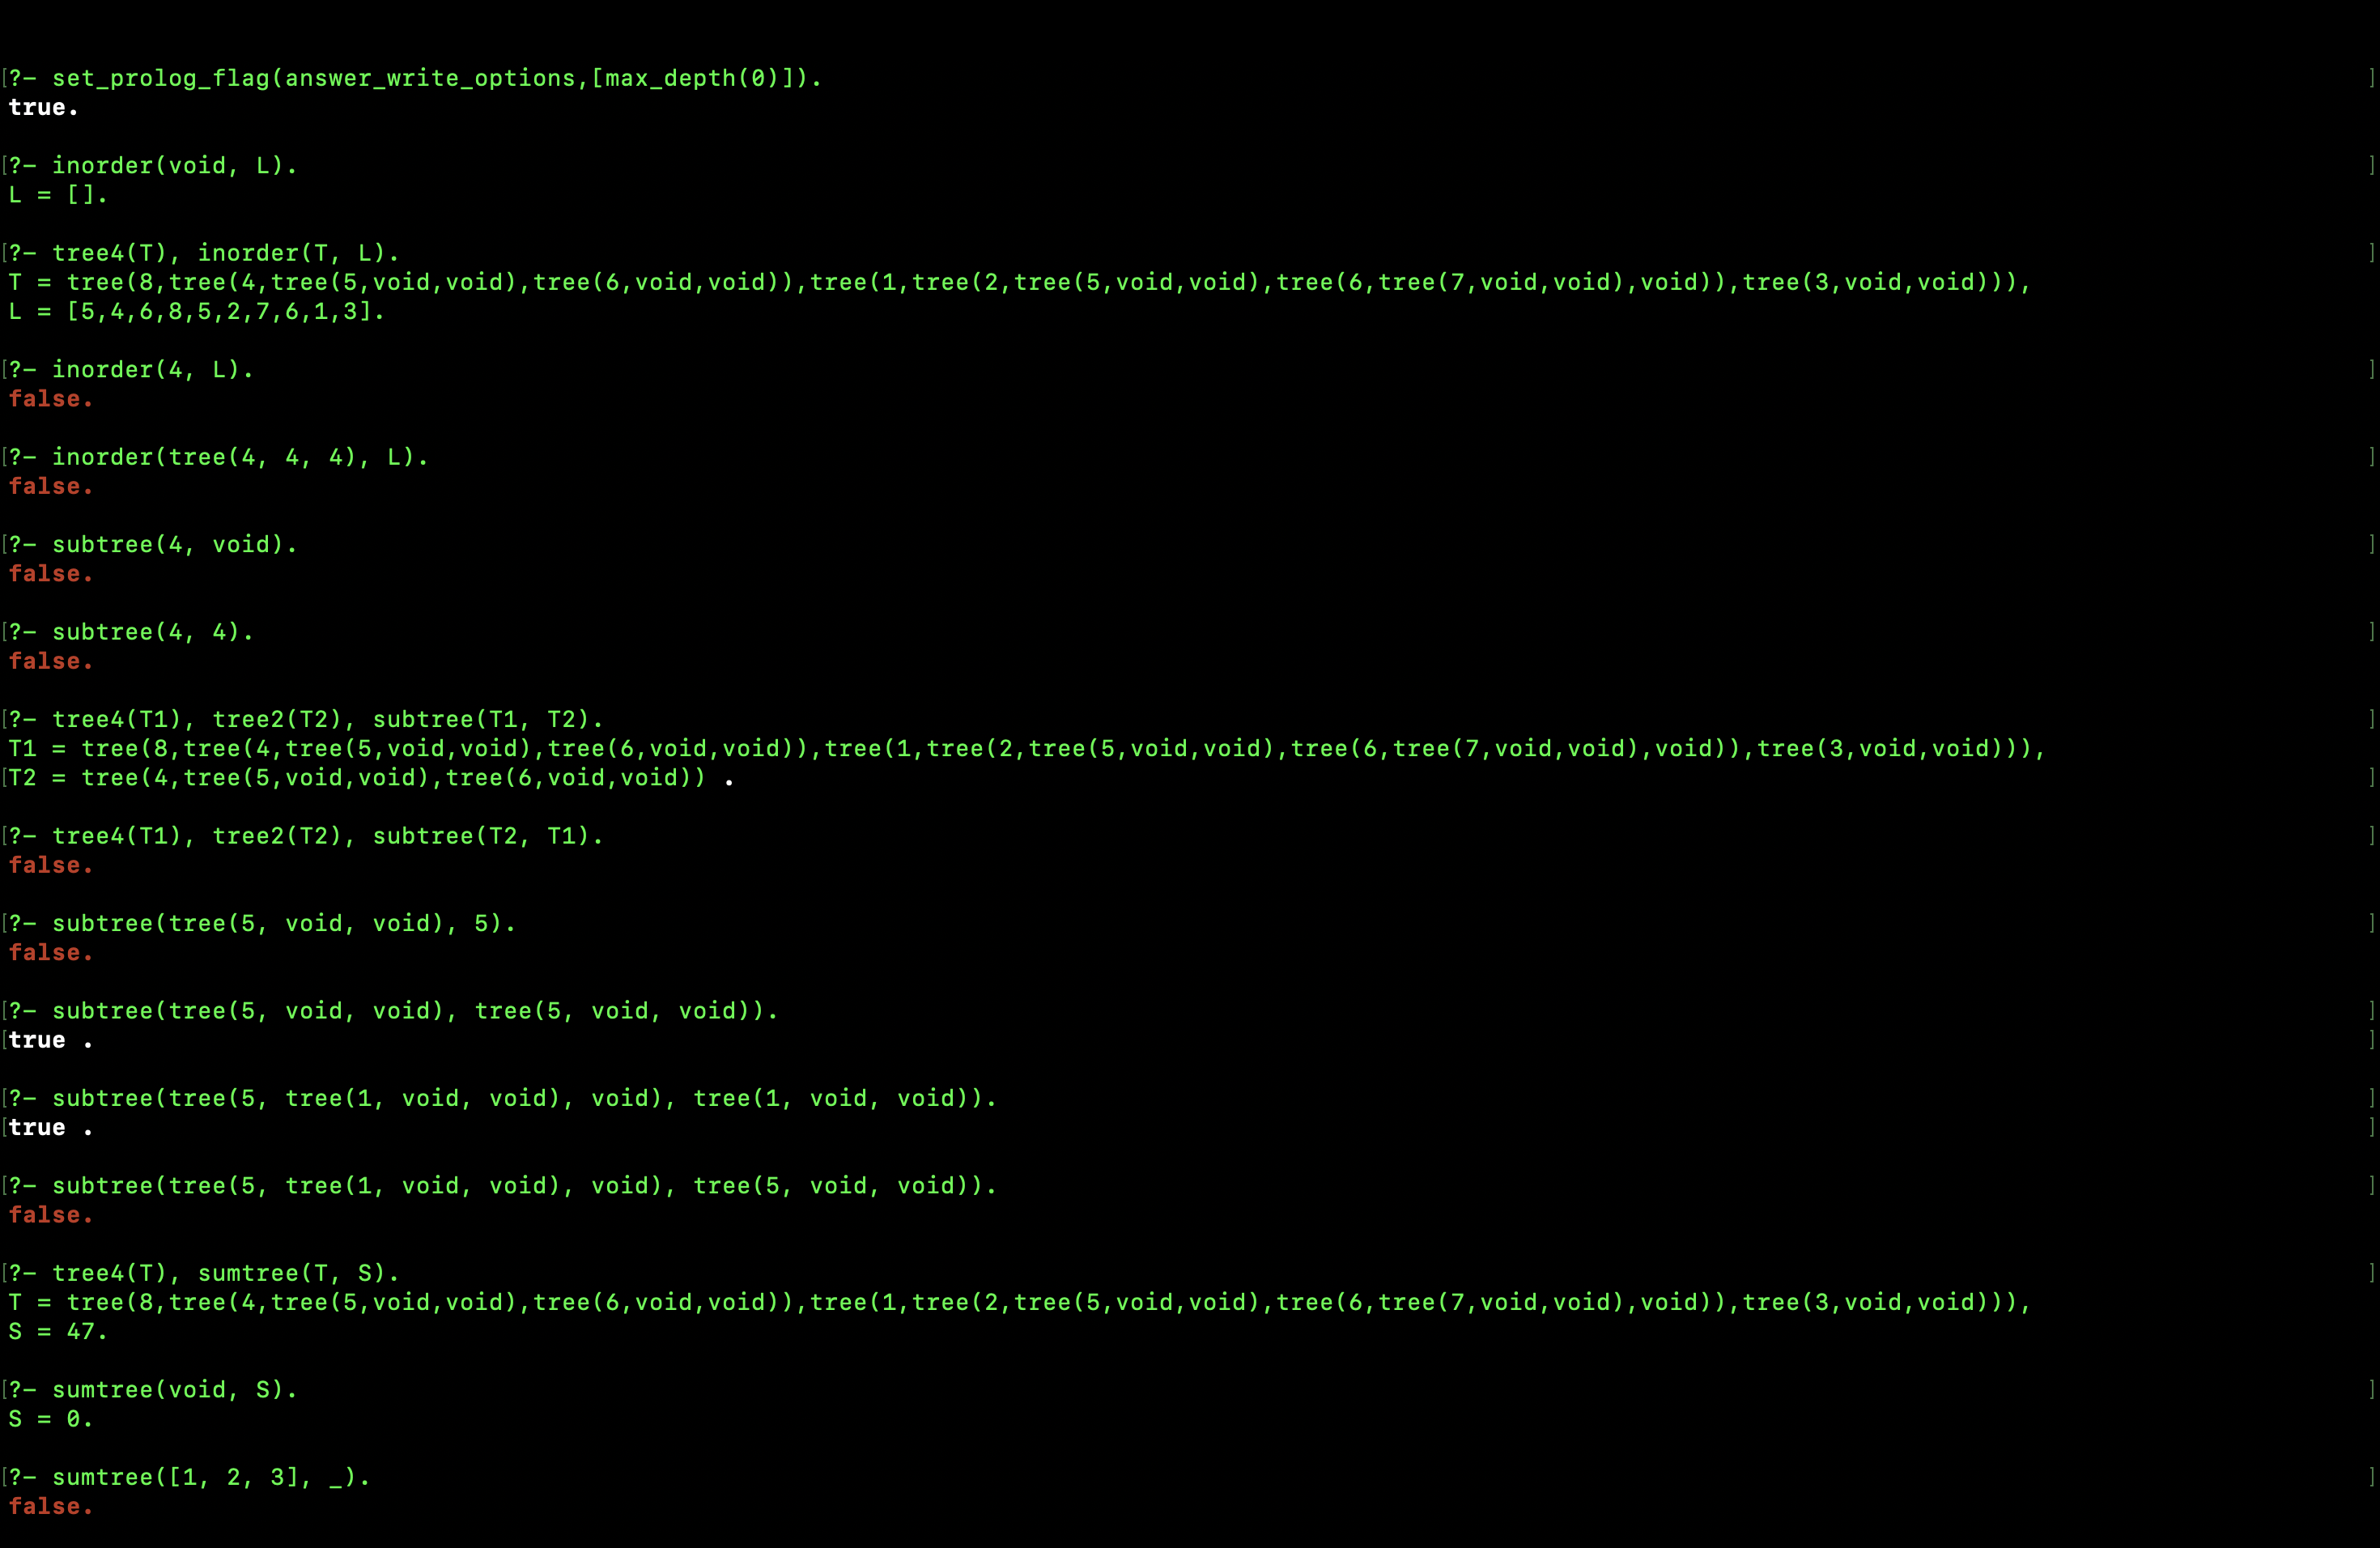 [?- set_prolog_flag(answer_write_options,[max_depth(0)]). ]
true.
[?- inorder(void, L). ]
L = [].
[?- tree4(T), inorder(T, L). ]
T = tree(8,tree(4,tree(5,void,void),tree(6,void,void)),tree(1,tree(2,tree(5,void,void),tree(6,tree(7,void,void),void)),tree(3,void,void))),
L = [5,4,6,8,5,2,7,6,1,3].
[?- inorder(4, L). ]
false.
[?- inorder(tree(4, 4, 4), L). ]
false.
[?- subtree(4, void). ]
false.
[?- subtree(4, 4). ]
false.
[?- tree4(T1), tree2(T2), subtree(T1, T2). ]
T1 = tree(8,tree(4,tree(5,void,void),tree(6,void,void)),tree(1,tree(2,tree(5,void,void),tree(6,tree(7,void,void),void)),tree(3,void,void))),
[T2 = tree(4,tree(5,void,void),tree(6,void,void)) . ]
[?- tree4(T1), tree2(T2), subtree(T2, T1). ]
false.
[?- subtree(tree(5, void, void), 5). ]
false.
[?- subtree(tree(5, void, void), tree(5, void, void)). ]
[true . ]
[?- subtree(tree(5, tree(1, void, void), void), tree(1, void, void)). ]
[true . ]
[?- subtree(tree(5, tree(1, void, void), void), tree(5, void, void)). ]
false.
[?- tree4(T), sumtree(T, S). ]
T = tree(8,tree(4,tree(5,void,void),tree(6,void,void)),tree(1,tree(2,tree(5,void,void),tree(6,tree(7,void,void),void)),tree(3,void,void))),
S = 47.
[?- sumtree(void, S). ]
S = 0.
[?- sumtree([1, 2, 3], _). ]
false.